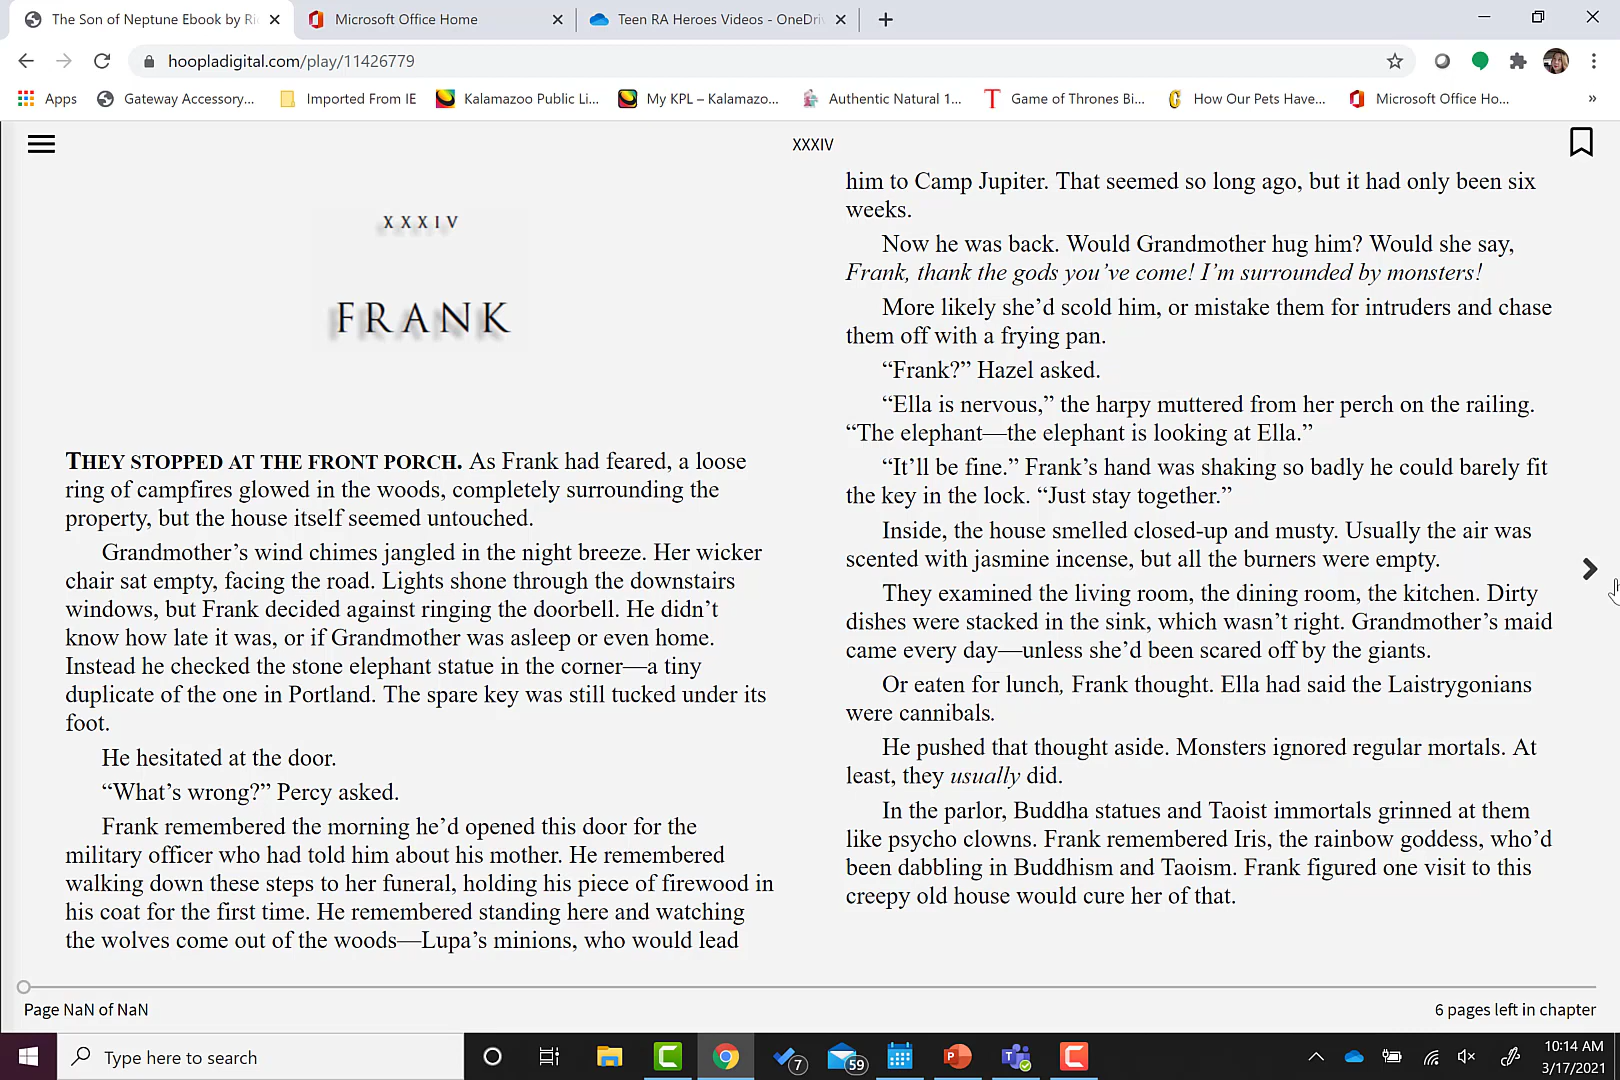 The Son of Neptune Ebook by Ri
Microsoft Office Home
Teen RA Heroes Videos - OneDri
hoopladigital.com/play/11426779
Apps
Gateway Accessory...
Imported From IE
Kalamazoo Public Li...
My KPL – Kalamazo...
Authentic Natural 1...
Game of Thrones Bi...
How Our Pets Have...
Microsoft Office Ho...
XXXIV
XXXIV
FRANK
THEY STOPPED AT THE FRONT PORCH. As Frank had feared, a loose
ring of campfires glowed in the woods, completely surrounding the
property, but the house itself seemed untouched.
Grandmother’s wind chimes jangled in the night breeze. Her wicker
chair sat empty, facing the road. Lights shone through the downstairs
windows, but Frank decided against ringing the doorbell. He didn’t
know how late it was, or if Grandmother was asleep or even home.
Instead he checked the stone elephant statue in the corner—a tiny
duplicate of the one in Portland. The spare key was still tucked under its
foot.
He hesitated at the door.
“What’s wrong?” Percy asked.
Frank remembered the morning he’d opened this door for the
military officer who had told him about his mother. He remembered
walking down these steps to her funeral, holding his piece of firewood in
his coat for the first time. He remembered standing here and watching
the wolves come out of the woods—Lupa’s minions, who would lead
him to Camp Jupiter. That seemed so long ago, but it had only been six
weeks.
Now he was back. Would Grandmother hug him? Would she say,
Frank, thank the gods you’ve come! I’m surrounded by monsters!
More likely she’d scold him, or mistake them for intruders and chase
them off with a frying pan.
“Frank?” Hazel asked.
“Ella is nervous,” the harpy muttered from her perch on the railing.
“The elephant—the elephant is looking at Ella.”
“It’ll be fine.” Frank’s hand was shaking so badly he could barely fit
the key in the lock. “Just stay together.”
Inside, the house smelled closed-up and musty. Usually the air was
scented with jasmine incense, but all the burners were empty.
They examined the living room, the dining room, the kitchen. Dirty
dishes were stacked in the sink, which wasn’t right. Grandmother’s maid
came every day—unless she’d been scared off by the giants.
Or eaten for lunch, Frank thought. Ella had said the Laistrygonians
were cannibals.
He pushed that thought aside. Monsters ignored regular mortals. At
least, they usually did.
In the parlor, Buddha statues and Taoist immortals grinned at them
like psycho clowns. Frank remembered Iris, the rainbow goddess, who’d
been dabbling in Buddhism and Taoism. Frank figured one visit to this
creepy old house would cure her of that.
Page NaN of NaN
6 pages left in chapter
Type here to search
7
59
10:14 AM
3/17/2021